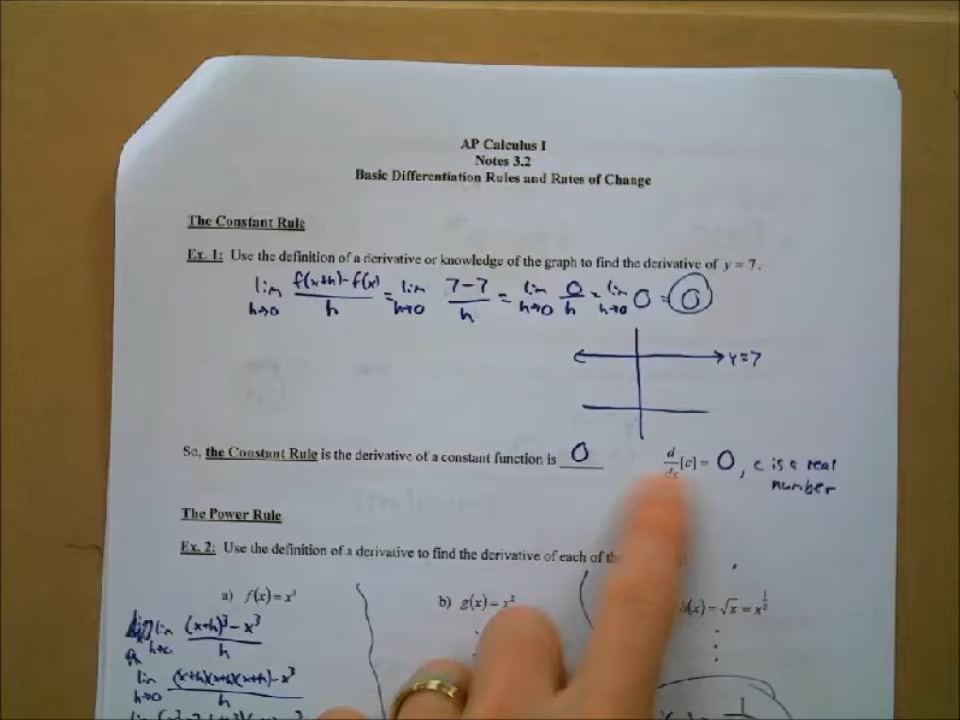 AP Calculus I
Notes 3.2
Basic Differentiation Rules and Rates of Change
The Constant Rule
Ex. 1: Use the definition of a derivative or knowledge of the graph to find the derivative of y = 7.
lim h→0 (f(x+h)-f(x))/h = lim h→0 (7-7)/h = lim h→0 0/h = lim h→0 0 = 0
y=7
So, the Constant Rule is the derivative of a constant function is 0
d/dx [c] = 0, c is a real
number
The Power Rule
Ex. 2: Use the definition of a derivative to find the derivative of each of the
a) f(x) = x³
b) g(x) = x²
h(x) = √x = x^(1/2)
lim h→0 ((x+h)³ - x³)/h
lim h→0 ((x+h)(x+h)(x+h) - x³)/h